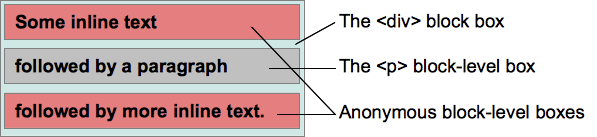 Some inline text
The <div> block box
followed by a paragraph
The <p> block-level box
followed by more inline text.
Anonymous block-level boxes